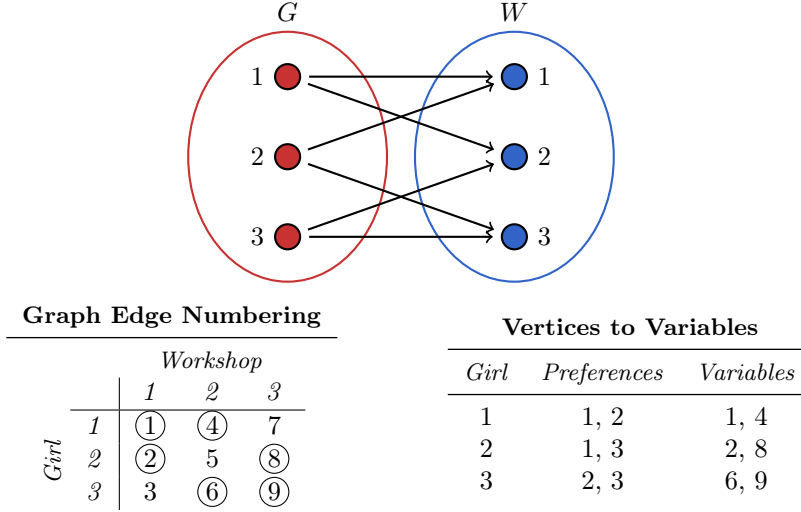 G W
1 1
2 2
3 3
Graph Edge Numbering
Workshop
1 2 3
Girl
1 1 4 7
2 2 5 8
3 3 6 9
Vertices to Variables
Girl Preferences Variables
1 1, 2 1, 4
2 1, 3 2, 8
3 2, 3 6, 9